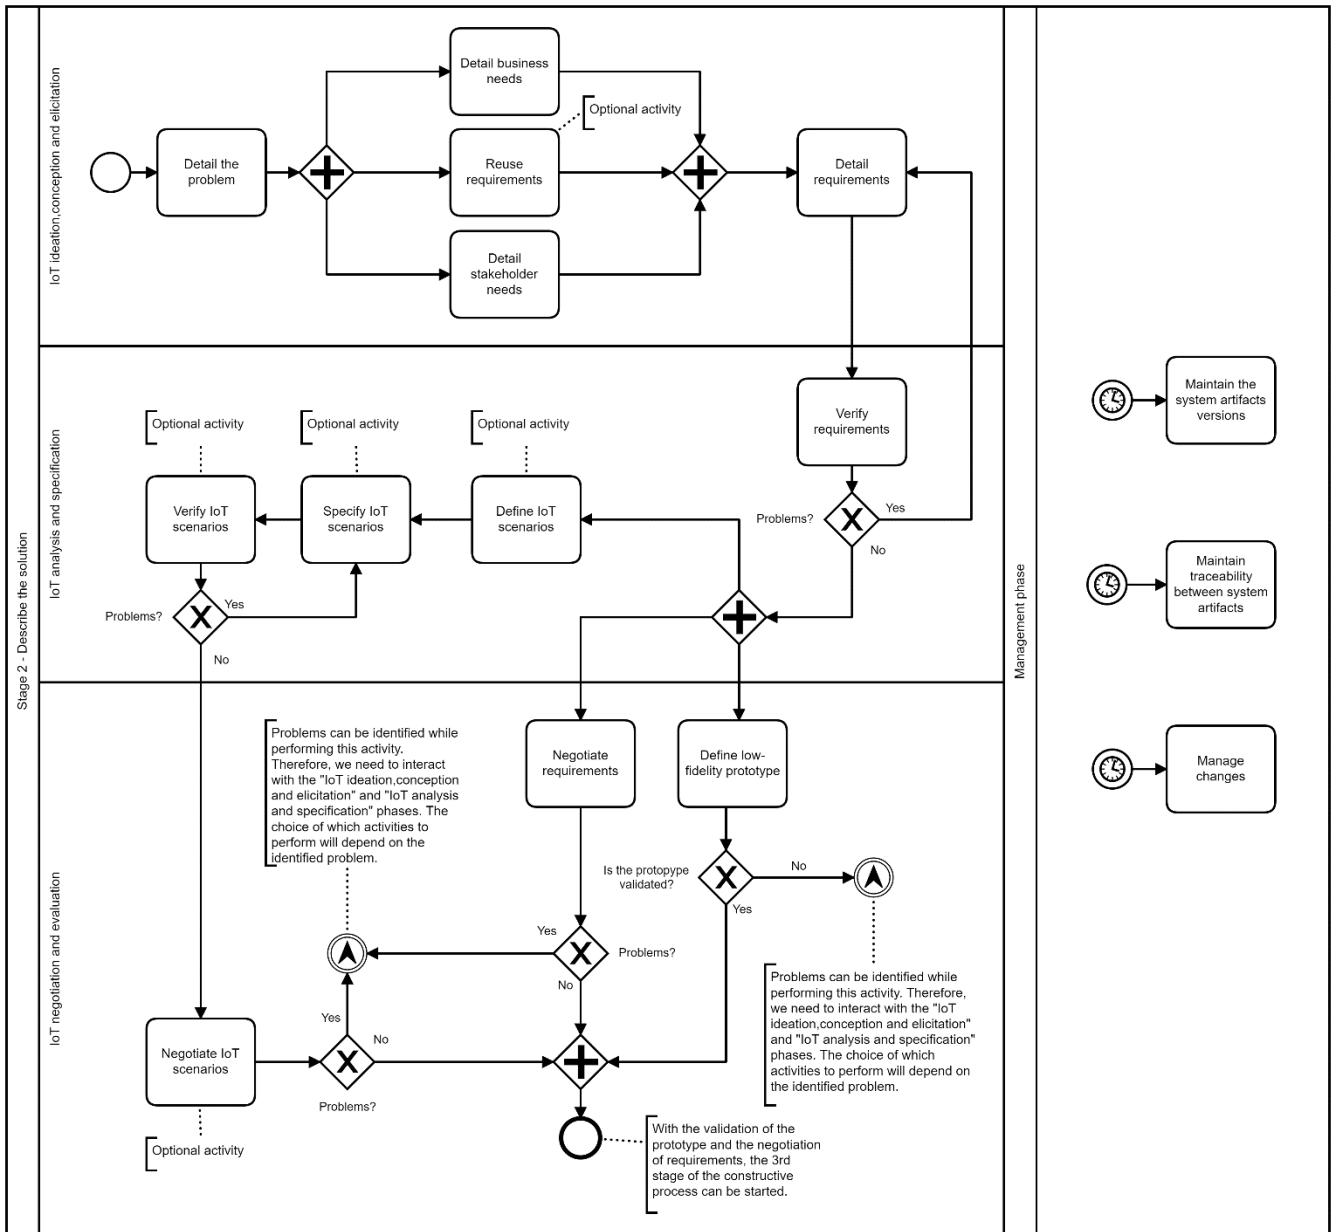 Stage 2 - Describe the solution
IoT ideation,conception and elicitation
Detail the
problem
Detail business
needs
Optional activity
Reuse
requirements
Detail
stakeholder
needs
Detail
requirements
IoT analysis and specification
Verify
requirements
Problems?
Yes
No
Optional activity
Optional activity
Optional activity
Verify IoT
scenarios
Specify IoT
scenarios
Define IoT
scenarios
Problems?
Yes
No
IoT negotiation and evaluation
Problems can be identified while
performing this activity.
Therefore, we need to interact
with the "IoT ideation,conception
and elicitation" and "IoT analysis
and specification" phases. The
choice of which activities to
perform will depend on the
identified problem.
Negotiate
requirements
Define low-
fidelity prototype
Is the protopype
validated?
No
Yes
Yes
Problems?
No
Problems can be identified while
performing this activity. Therefore,
we need to interact with the "IoT
ideation,conception and elicitation"
and "IoT analysis and specification"
phases. The choice of which
activities to perform will depend on
the identified problem.
Negotiate IoT
scenarios
Yes
No
Problems?
Optional activity
With the validation of the
prototype and the negotiation
of requirements, the 3rd
stage of the constructive
process can be started.
Management phase
Maintain the
system artifacts
versions
Maintain
traceability
between system
artifacts
Manage
changes